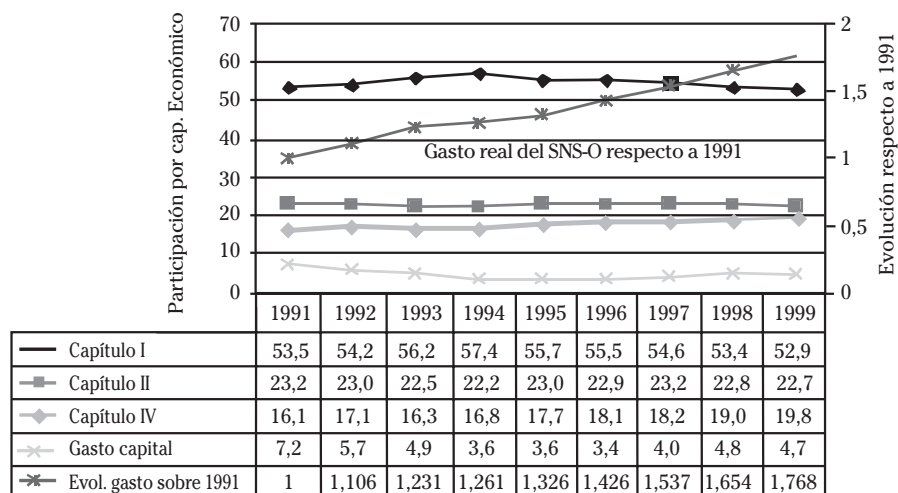 70
60
50
40
30
20
10
0
Participación por cap. Económico
2
1,5
1
0,5
0
Evolución respecto a 1991
Gasto real del SNS-O respecto a 1991
1991 1992 1993 1994 1995 1996 1997 1998 1999
Capítulo I 53,5 54,2 56,2 57,4 55,7 55,5 54,6 53,4 52,9
Capítulo II 23,2 23,0 22,5 22,2 23,0 22,9 23,2 22,8 22,7
Capítulo IV 16,1 17,1 16,3 16,8 17,7 18,1 18,2 19,0 19,8
Gasto capital 7,2 5,7 4,9 3,6 3,6 3,4 4,0 4,8 4,7
Evol. gasto sobre 1991 1 1,106 1,231 1,261 1,326 1,426 1,537 1,654 1,768